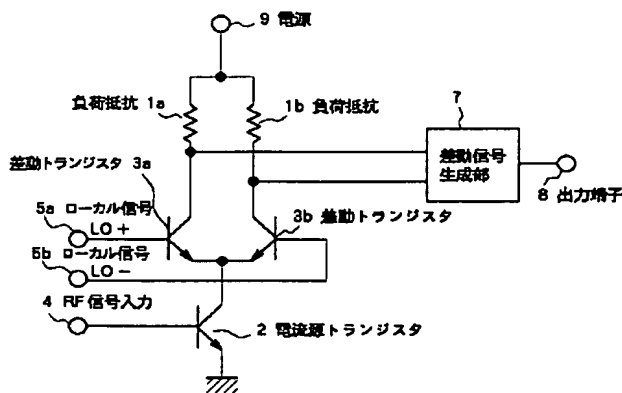 9 電源
負荷抵抗 1a
1b 負荷抵抗
7
差動信号
生成部
8 出力端子
差動トランジスタ 3a
5a ローカル信号
LO +
3b 差動トランジスタ
5b ローカル信号
LO −
4 RF 信号入力
2 電流源トランジスタ